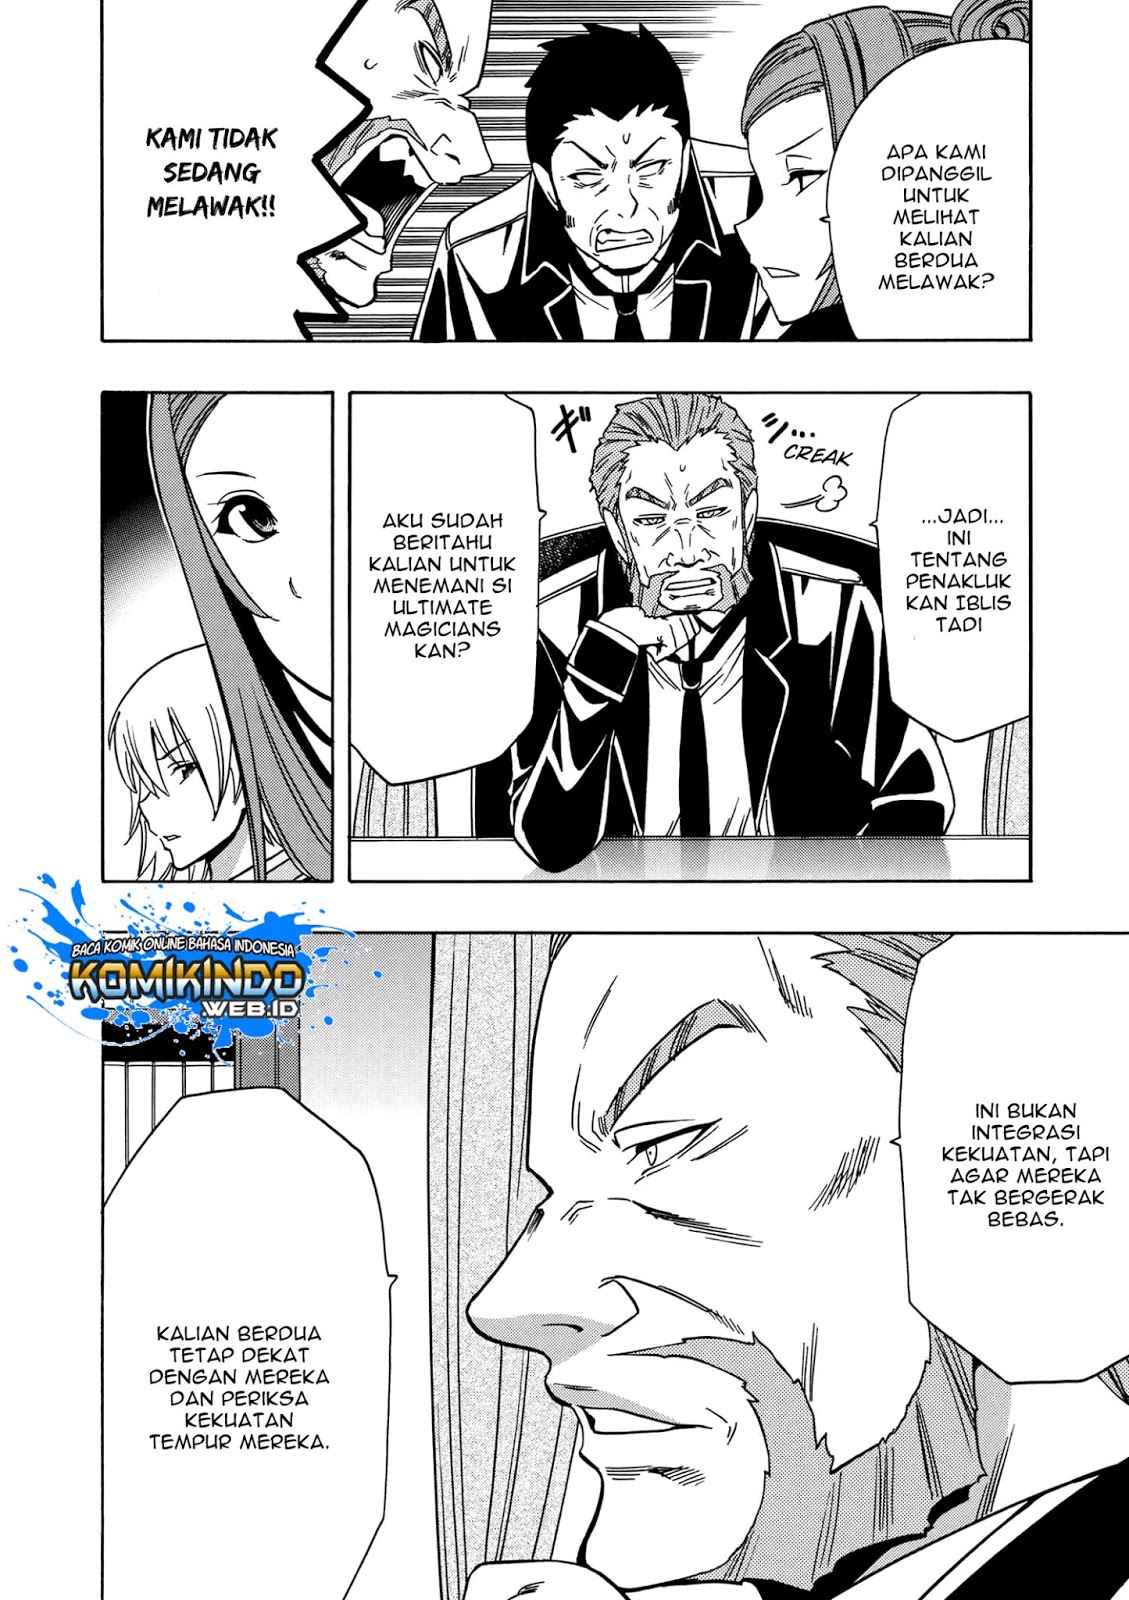 APA KAMI
DIPANGGIL
UNTUK
MELIHAT
KALIAN
BERDUA
MELAWAK?
KAMI TIDAK
SEDANG
MELAWAK!!
ギシ...
CREAK
...JADI...
INI
TENTANG
PENAKLUK
KAN IBLIS
TADI
AKU SUDAH
BERITAHU
KALIAN UNTUK
MENEMANI SI
ULTIMATE
MAGICIANS
KAN?
BACA KOMIK ONLINE BAHASA INDONESIA
KOMIKINDO
.WEB.ID
INI BUKAN
INTEGRASI
KEKUATAN, TAPI
AGAR MEREKA
TAK BERGERAK
BEBAS.
KALIAN BERDUA
TETAP DEKAT
DENGAN MEREKA
DAN PERIKSA
KEKUATAN
TEMPUR MEREKA.